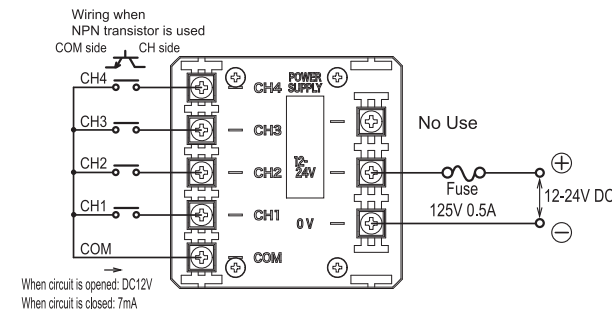 Wiring when
NPN transistor is used
COM side CH side
CH4
CH3
CH2
CH1
COM
When circuit is opened: DC12V
When circuit is closed: 7mA
CH4
CH3
CH2
CH1
COM
POWER
SUPPLY
12-
24V
0 V
No Use
Fuse
125V 0.5A
⊕
12-24V DC
⊖